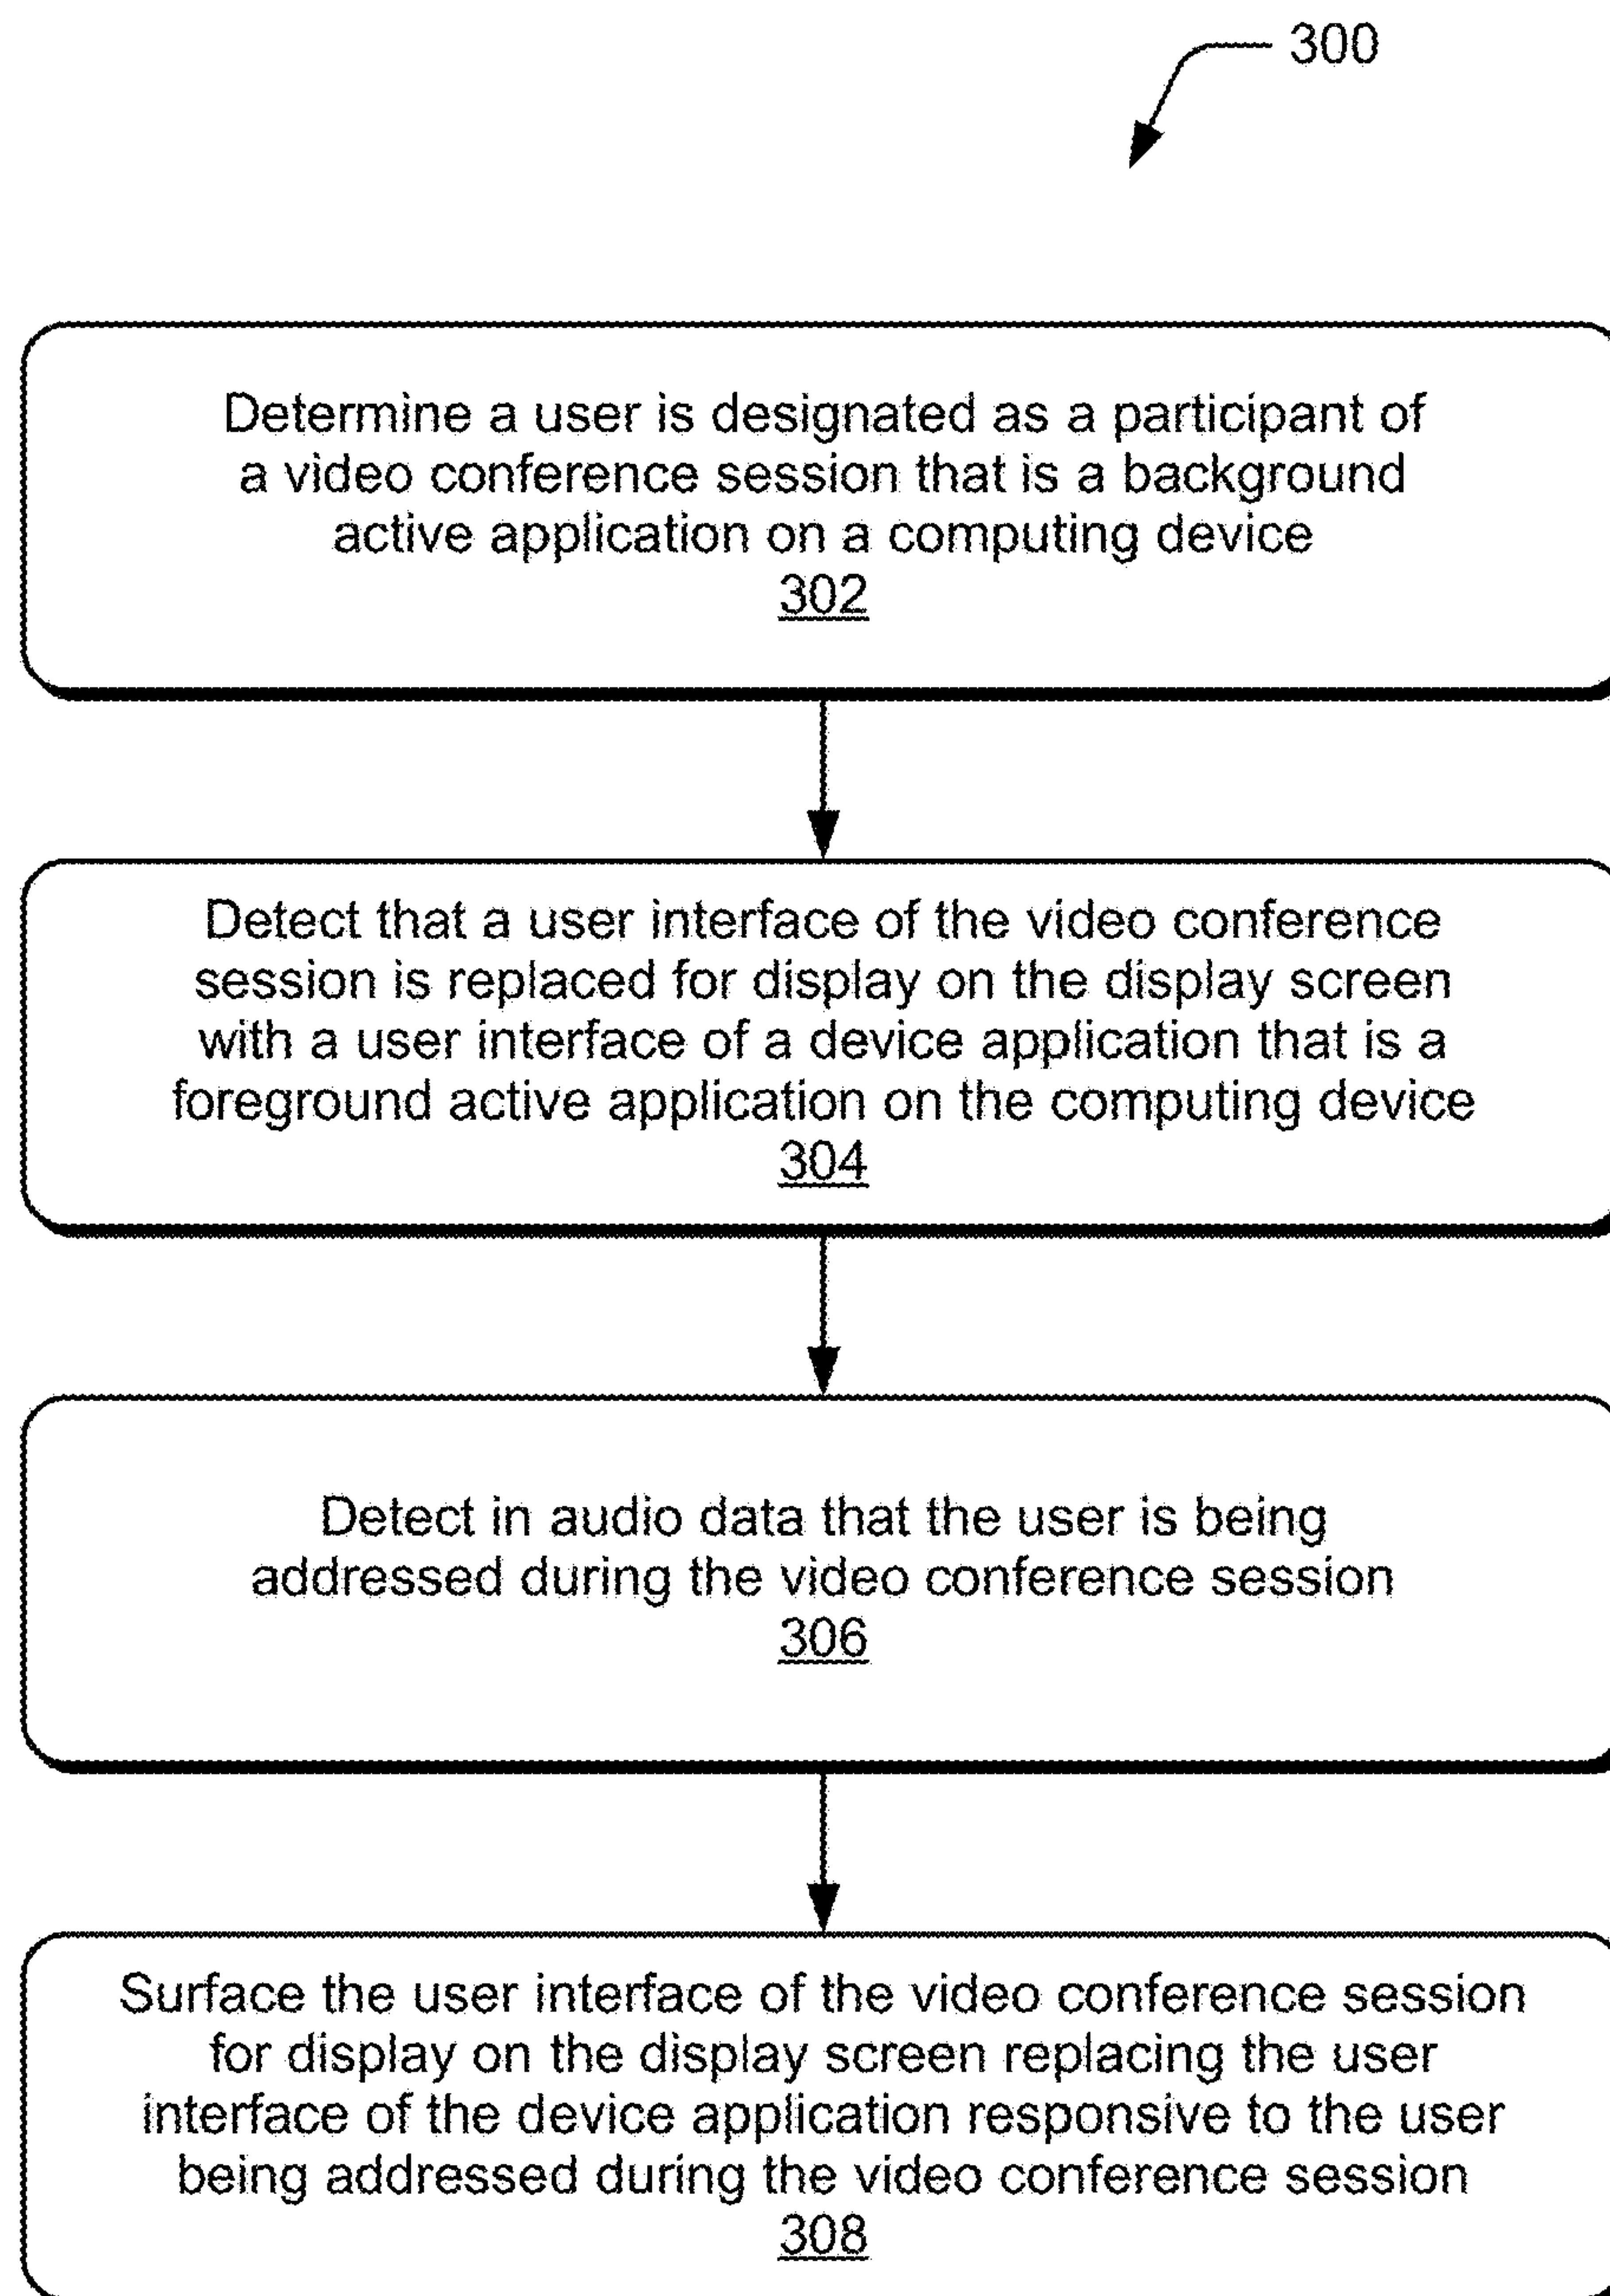 300
Determine a user is designated as a participant of
a video conference session that is a background
active application on a computing device
302
Detect that a user interface of the video conference
session is replaced for display on the display screen
with a user interface of a device application that is a
foreground active application on the computing device
304
Detect in audio data that the user is being
addressed during the video conference session
306
Surface the user interface of the video conference session
for display on the display screen replacing the user
interface of the device application responsive to the user
being addressed during the video conference session
308